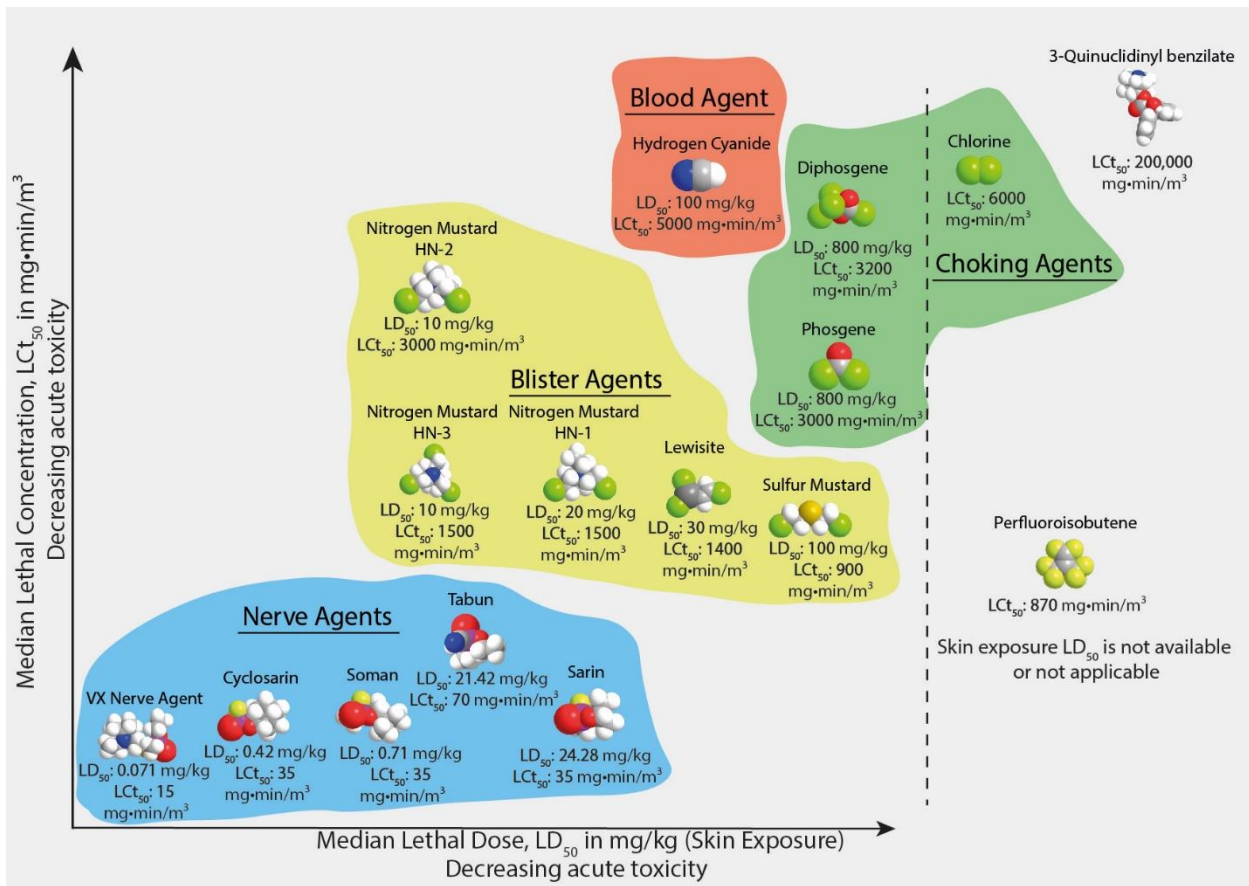 3-Quinuclidinyl benzilate
LCt50: 200,000
mg•min/m³
Blood Agent
Hydrogen Cyanide
LD50: 100 mg/kg
LCt50: 5000 mg•min/m³
Diphosgene
LD50: 800 mg/kg
LCt50: 3200
mg•min/m³
Chlorine
LCt50: 6000
mg•min/m³
Choking Agents
Phosgene
LD50: 800 mg/kg
LCt50: 3000 mg•min/m³
Nitrogen Mustard
HN-2
LD50: 10 mg/kg
LCt50: 3000 mg•min/m³
Blister Agents
Nitrogen Mustard
HN-3
LD50: 10 mg/kg
LCt50: 1500
mg•min/m³
Nitrogen Mustard
HN-1
LD50: 20 mg/kg
LCt50: 1500
mg•min/m³
Lewisite
LD50: 30 mg/kg
LCt50: 1400
mg•min/m³
Sulfur Mustard
LD50: 100 mg/kg
LCt50: 900
mg•min/m³
Perfluoroisobutene
LCt50: 870 mg•min/m³
Skin exposure LD50 is not available
or not applicable
Nerve Agents
VX Nerve Agent
LD50: 0.071 mg/kg
LCt50: 15
mg•min/m³
Cyclosarin
LD50: 0.42 mg/kg
LCt50: 35
mg•min/m³
Soman
LD50: 0.71 mg/kg
LCt50: 35
mg•min/m³
Tabun
LD50: 21.42 mg/kg
LCt50: 70 mg•min/m³
Sarin
LD50: 24.28 mg/kg
LCt50: 35 mg•min/m³
Median Lethal Concentration, LCt50 in mg•min/m³
Decreasing acute toxicity
Median Lethal Dose, LD50 in mg/kg (Skin Exposure)
Decreasing acute toxicity